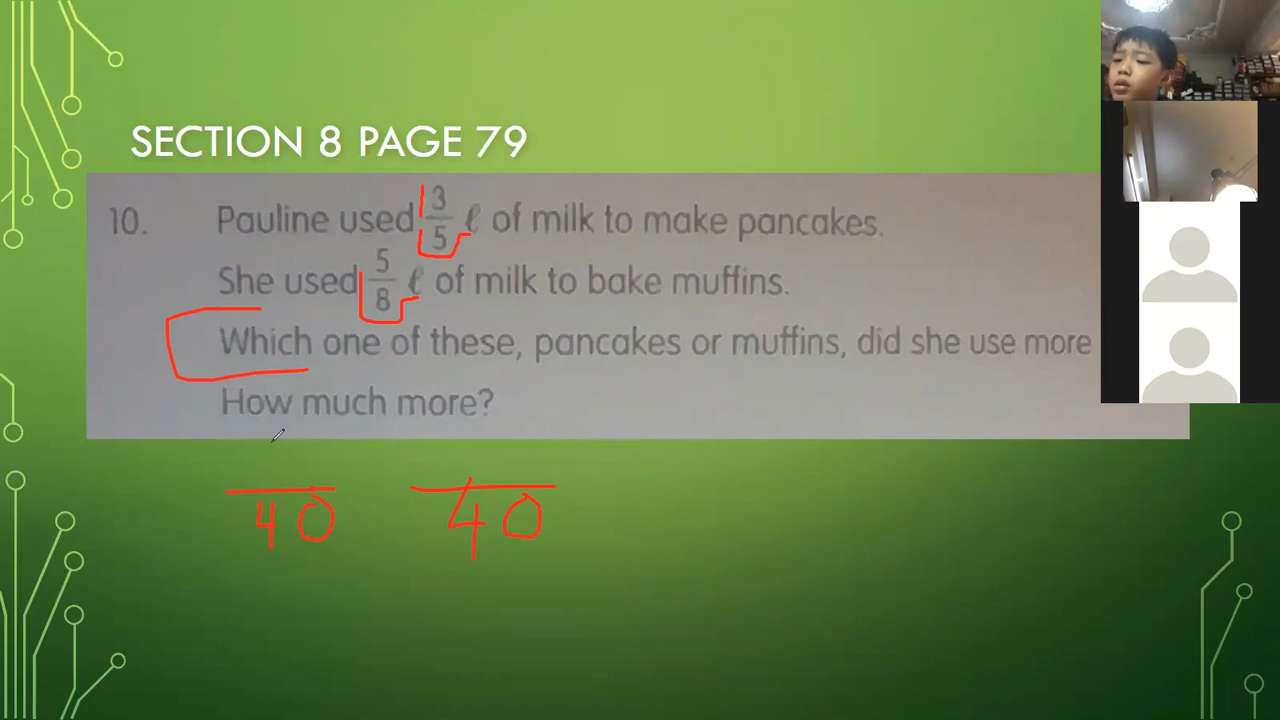 SECTION 8 PAGE 79
10. Pauline used 3/5 ℓ of milk to make pancakes.
She used 5/8 ℓ of milk to bake muffins.
Which one of these, pancakes or muffins, did she use more
How much more?
40 40